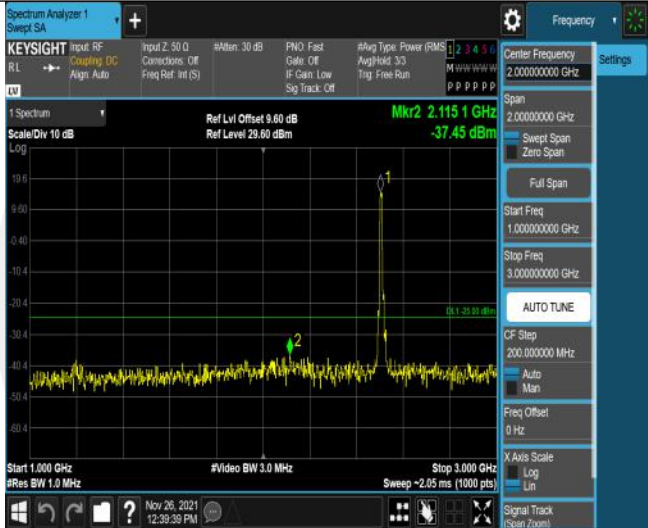 Spectrum Analyzer 1
Swept SA
+
Frequency
KEYSIGHT
RL
LV
Input: RF
Coupling: DC
Align: Auto
Input Z: 50 Ω
Corrections: Off
Freq Ref: Int (S)
#Atten: 30 dB
PNO: Fast
Gate: Off
IF Gain: Low
Sig Track: Off
#Avg Type: Power (RMS
Avg|Hold: 3/3
Trig: Free Run
1 2 3 4 5 6
M W W W W W
P P P P P P
Center Frequency
2.000000000 GHz
Settings
Span
2.00000000 GHz
Swept Span
Zero Span
Full Span
Start Freq
1.000000000 GHz
Stop Freq
3.000000000 GHz
AUTO TUNE
CF Step
200.000000 MHz
Auto
Man
Freq Offset
0 Hz
X Axis Scale
Log
Lin
Signal Track
(Span Zoom)
1 Spectrum
Scale/Div 10 dB
Log
Ref Lvl Offset 9.60 dB
Ref Level 29.60 dBm
Mkr2 2.115 1 GHz
-37.45 dBm
19.6
9.60
-0.40
-10.4
-20.4
-30.4
-40.4
-50.4
-60.4
1
DL1 -25.00 dBm
2
Start 1.000 GHz
#Res BW 1.0 MHz
#Video BW 3.0 MHz
Stop 3.000 GHz
Sweep ~2.05 ms (1000 pts)
?
Nov 26, 2021
12:39:39 PM